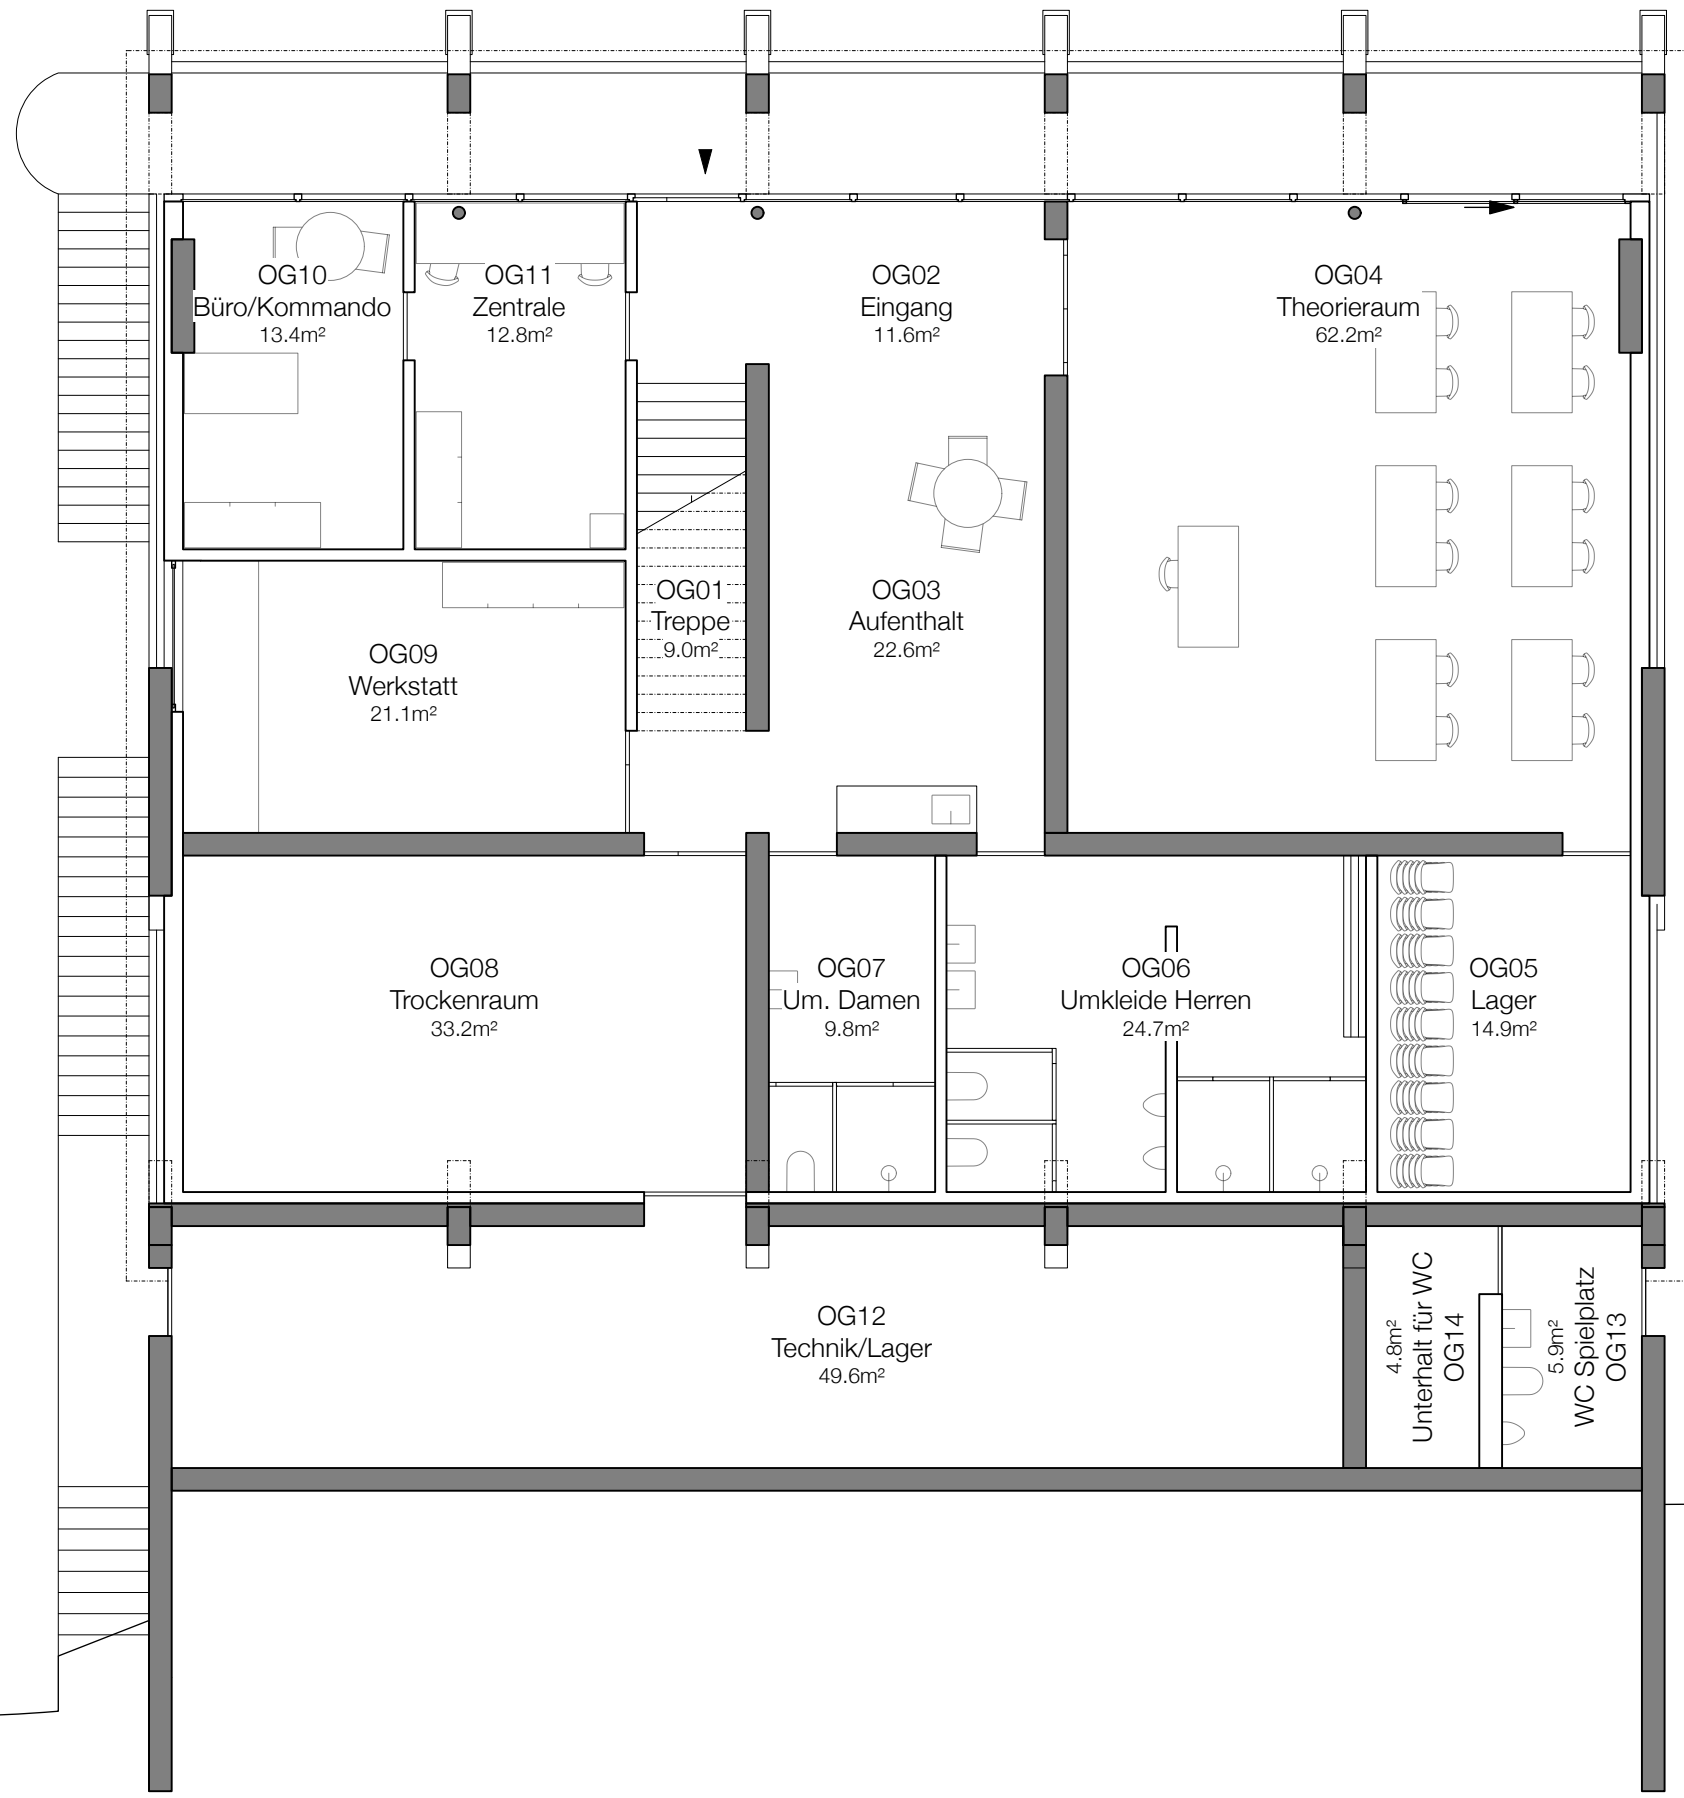 OG10
Büro/Kommando
13.4m²
OG11
Zentrale
12.8m²
OG02
Eingang
11.6m²
OG04
Theorieraum
62.2m²
OG01
Treppe
9.0m²
OG03
Aufenthalt
22.6m²
OG09
Werkstatt
21.1m²
OG08
Trockenraum
33.2m²
OG07
Um. Damen
9.8m²
OG06
Umkleide Herren
24.7m²
OG05
Lager
14.9m²
OG12
Technik/Lager
49.6m²
4.8m²
Unterhalt für WC
OG14
5.9m²
WC Spielplatz
OG13